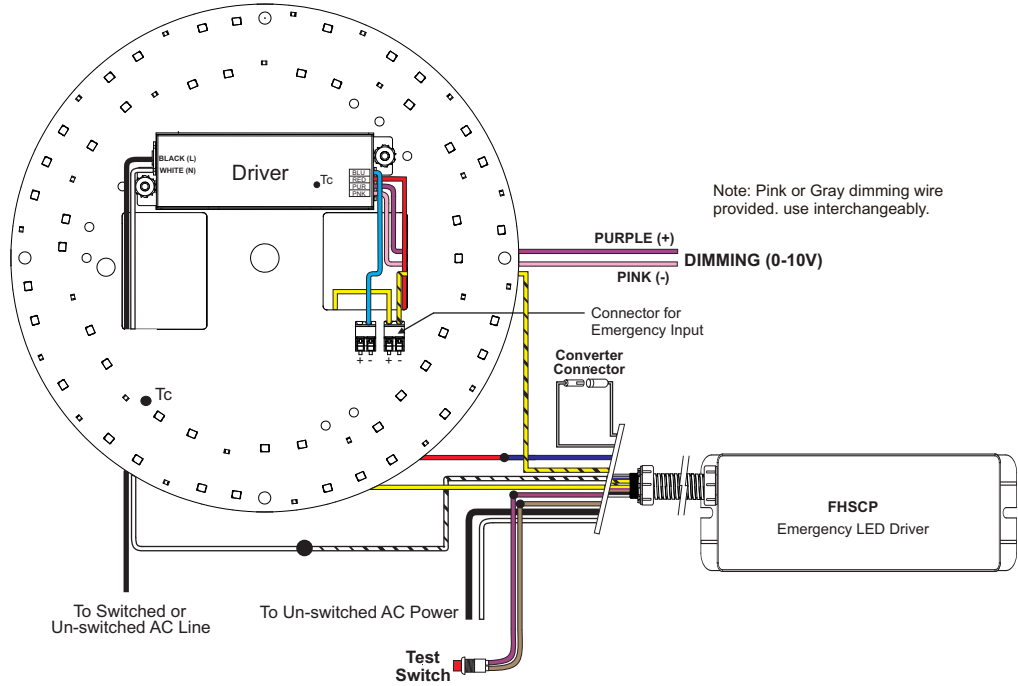 BLACK (L)
WHITE (N)
Driver
Tc
BLU
RED
PUR
PNK
Note: Pink or Gray dimming wire
provided. use interchangeably.
PURPLE (+)
DIMMING (0-10V)
PINK (-)
Connector for
Emergency Input
+ - + -
Converter
Connector
Tc
FHSCP
Emergency LED Driver
To Switched or
Un-switched AC Line
To Un-switched AC Power
Test
Switch